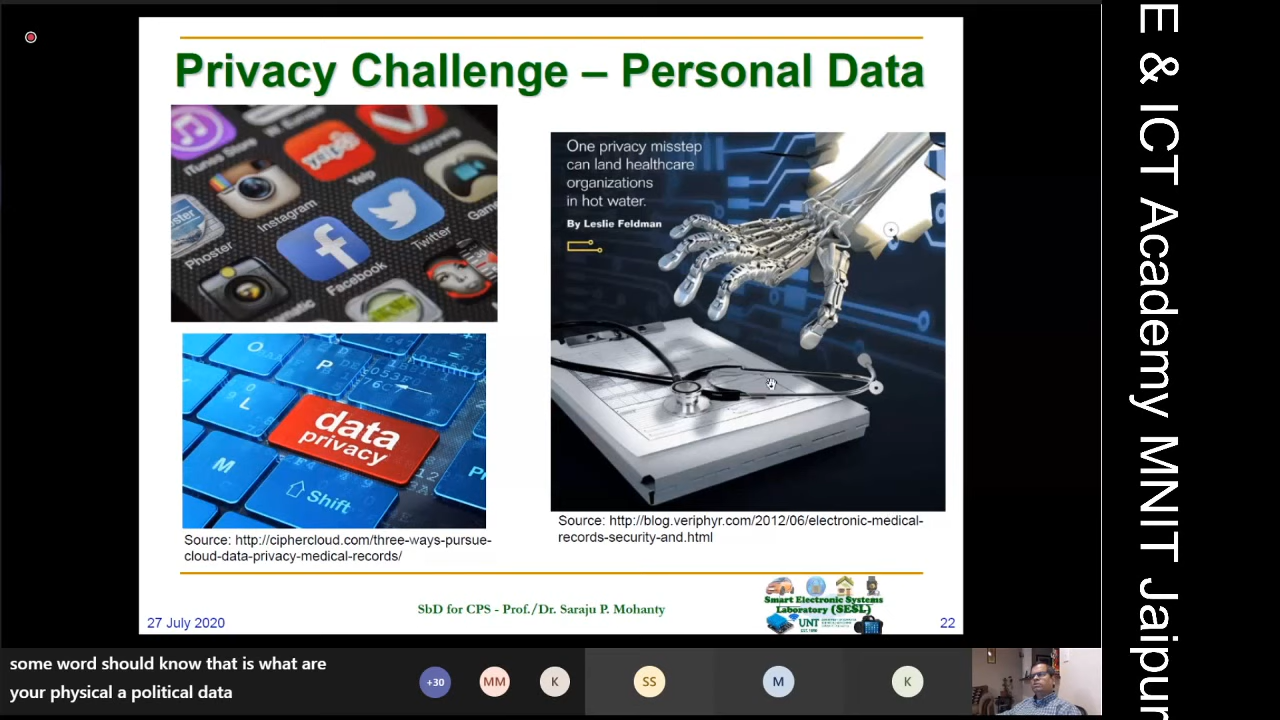 Privacy Challenge – Personal Data
iTunes Store
Yelp
Instagram
Twitter
Facebook
Phoster
One privacy misstep
can land healthcare
organizations
in hot water.
By Leslie Feldman
O
P
L
M
data
privacy
Shift
Source: http://ciphercloud.com/three-ways-pursue-
cloud-data-privacy-medical-records/
Source: http://blog.veriphyr.com/2012/06/electronic-medical-
records-security-and.html
27 July 2020
SbD for CPS - Prof./Dr. Saraju P. Mohanty
Smart Electronic Systems
Laboratory (SESL)
UNT
22
some word should know that is what are
your physical a political data
+30
MM
K
SS
M
K
E & ICT Academy MNIT Jaipur